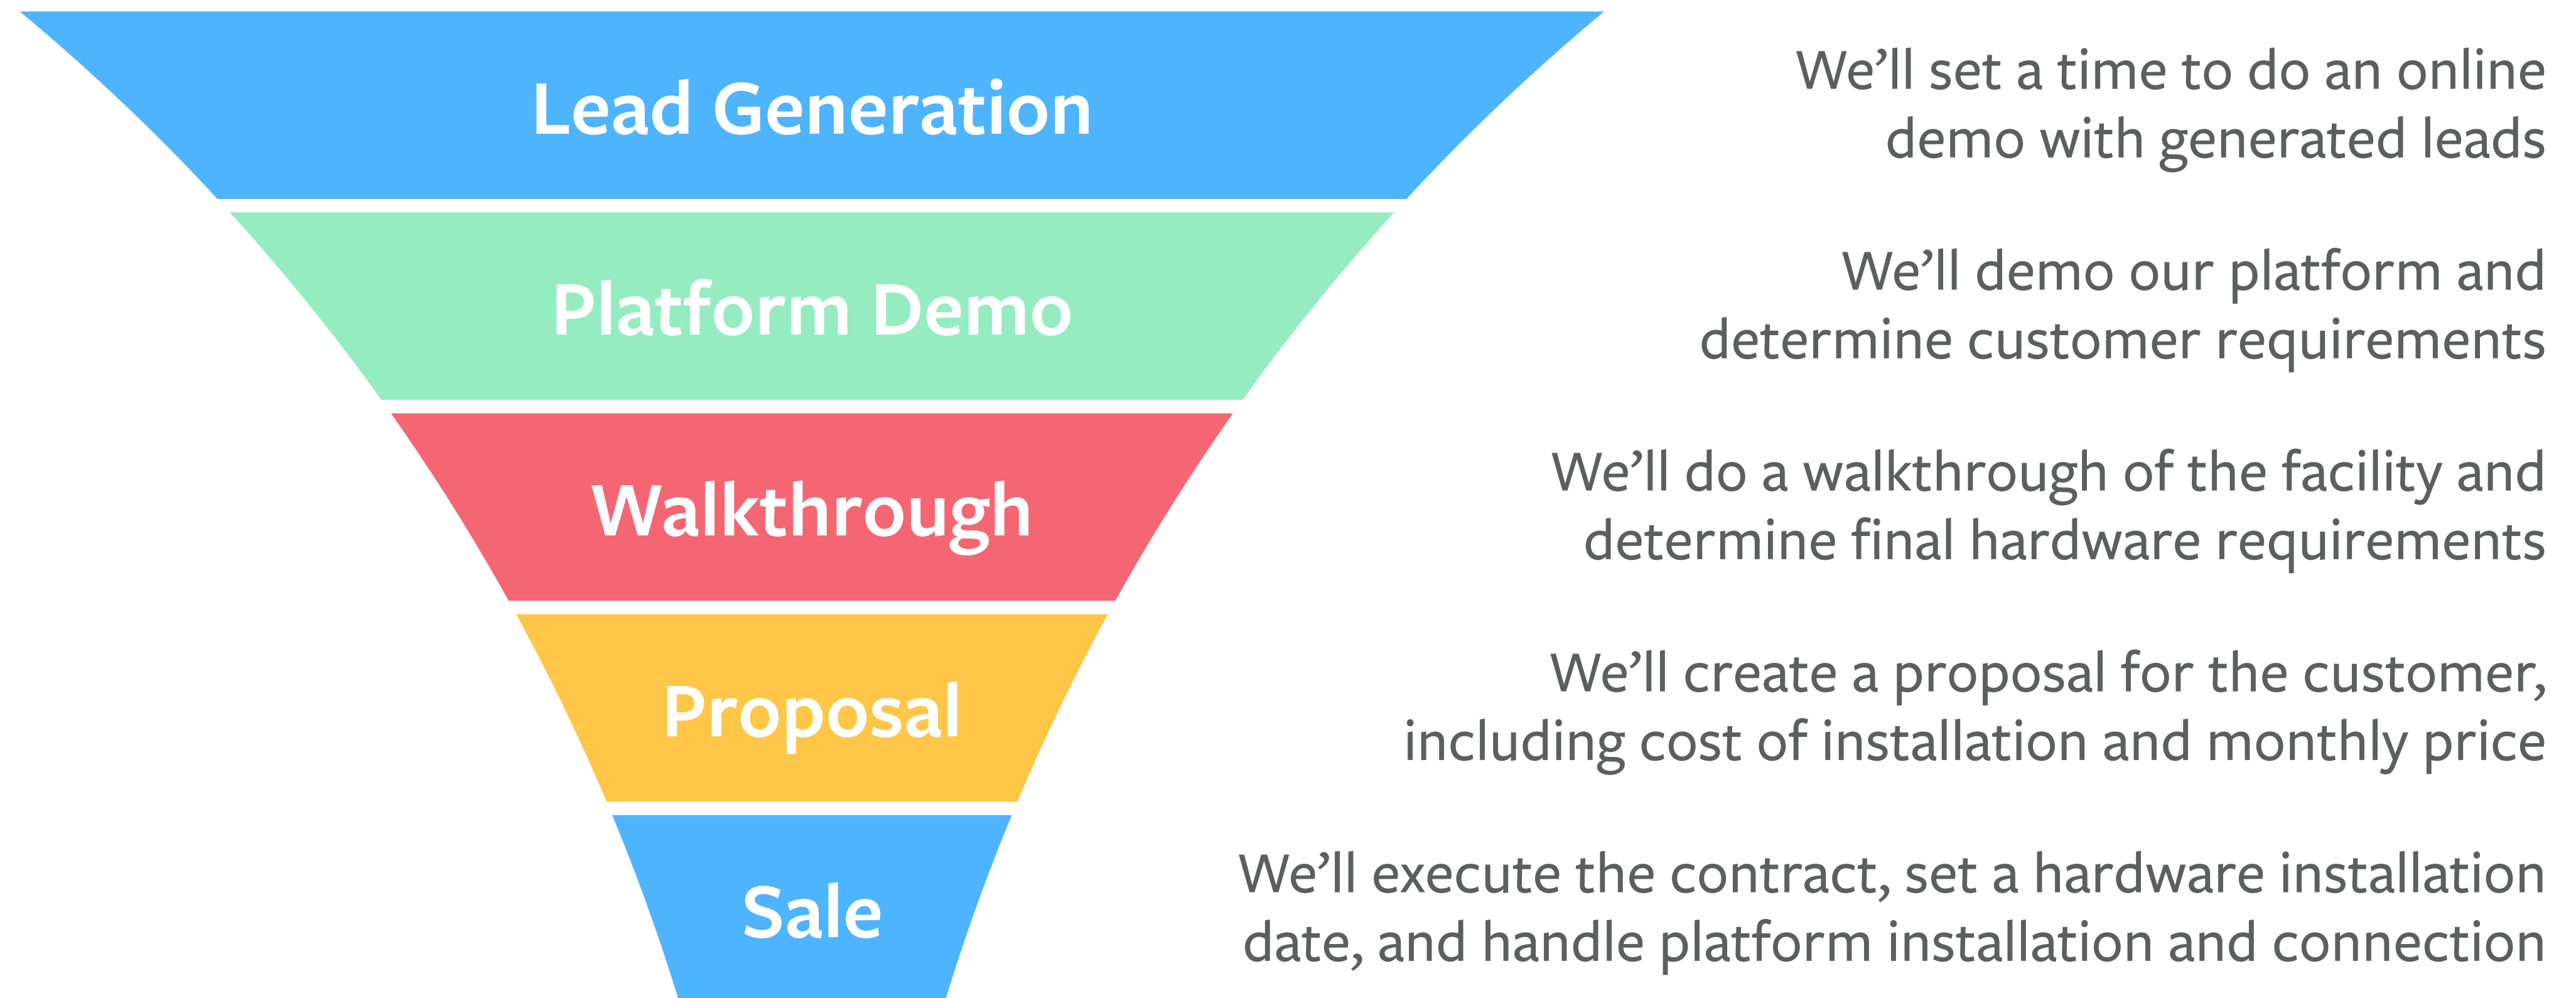 Lead Generation
We’ll set a time to do an online
demo with generated leads
Platform Demo
We’ll demo our platform and
determine customer requirements
Walkthrough
We’ll do a walkthrough of the facility and
determine final hardware requirements
Proposal
We’ll create a proposal for the customer,
including cost of installation and monthly price
Sale
We’ll execute the contract, set a hardware installation
date, and handle platform installation and connection